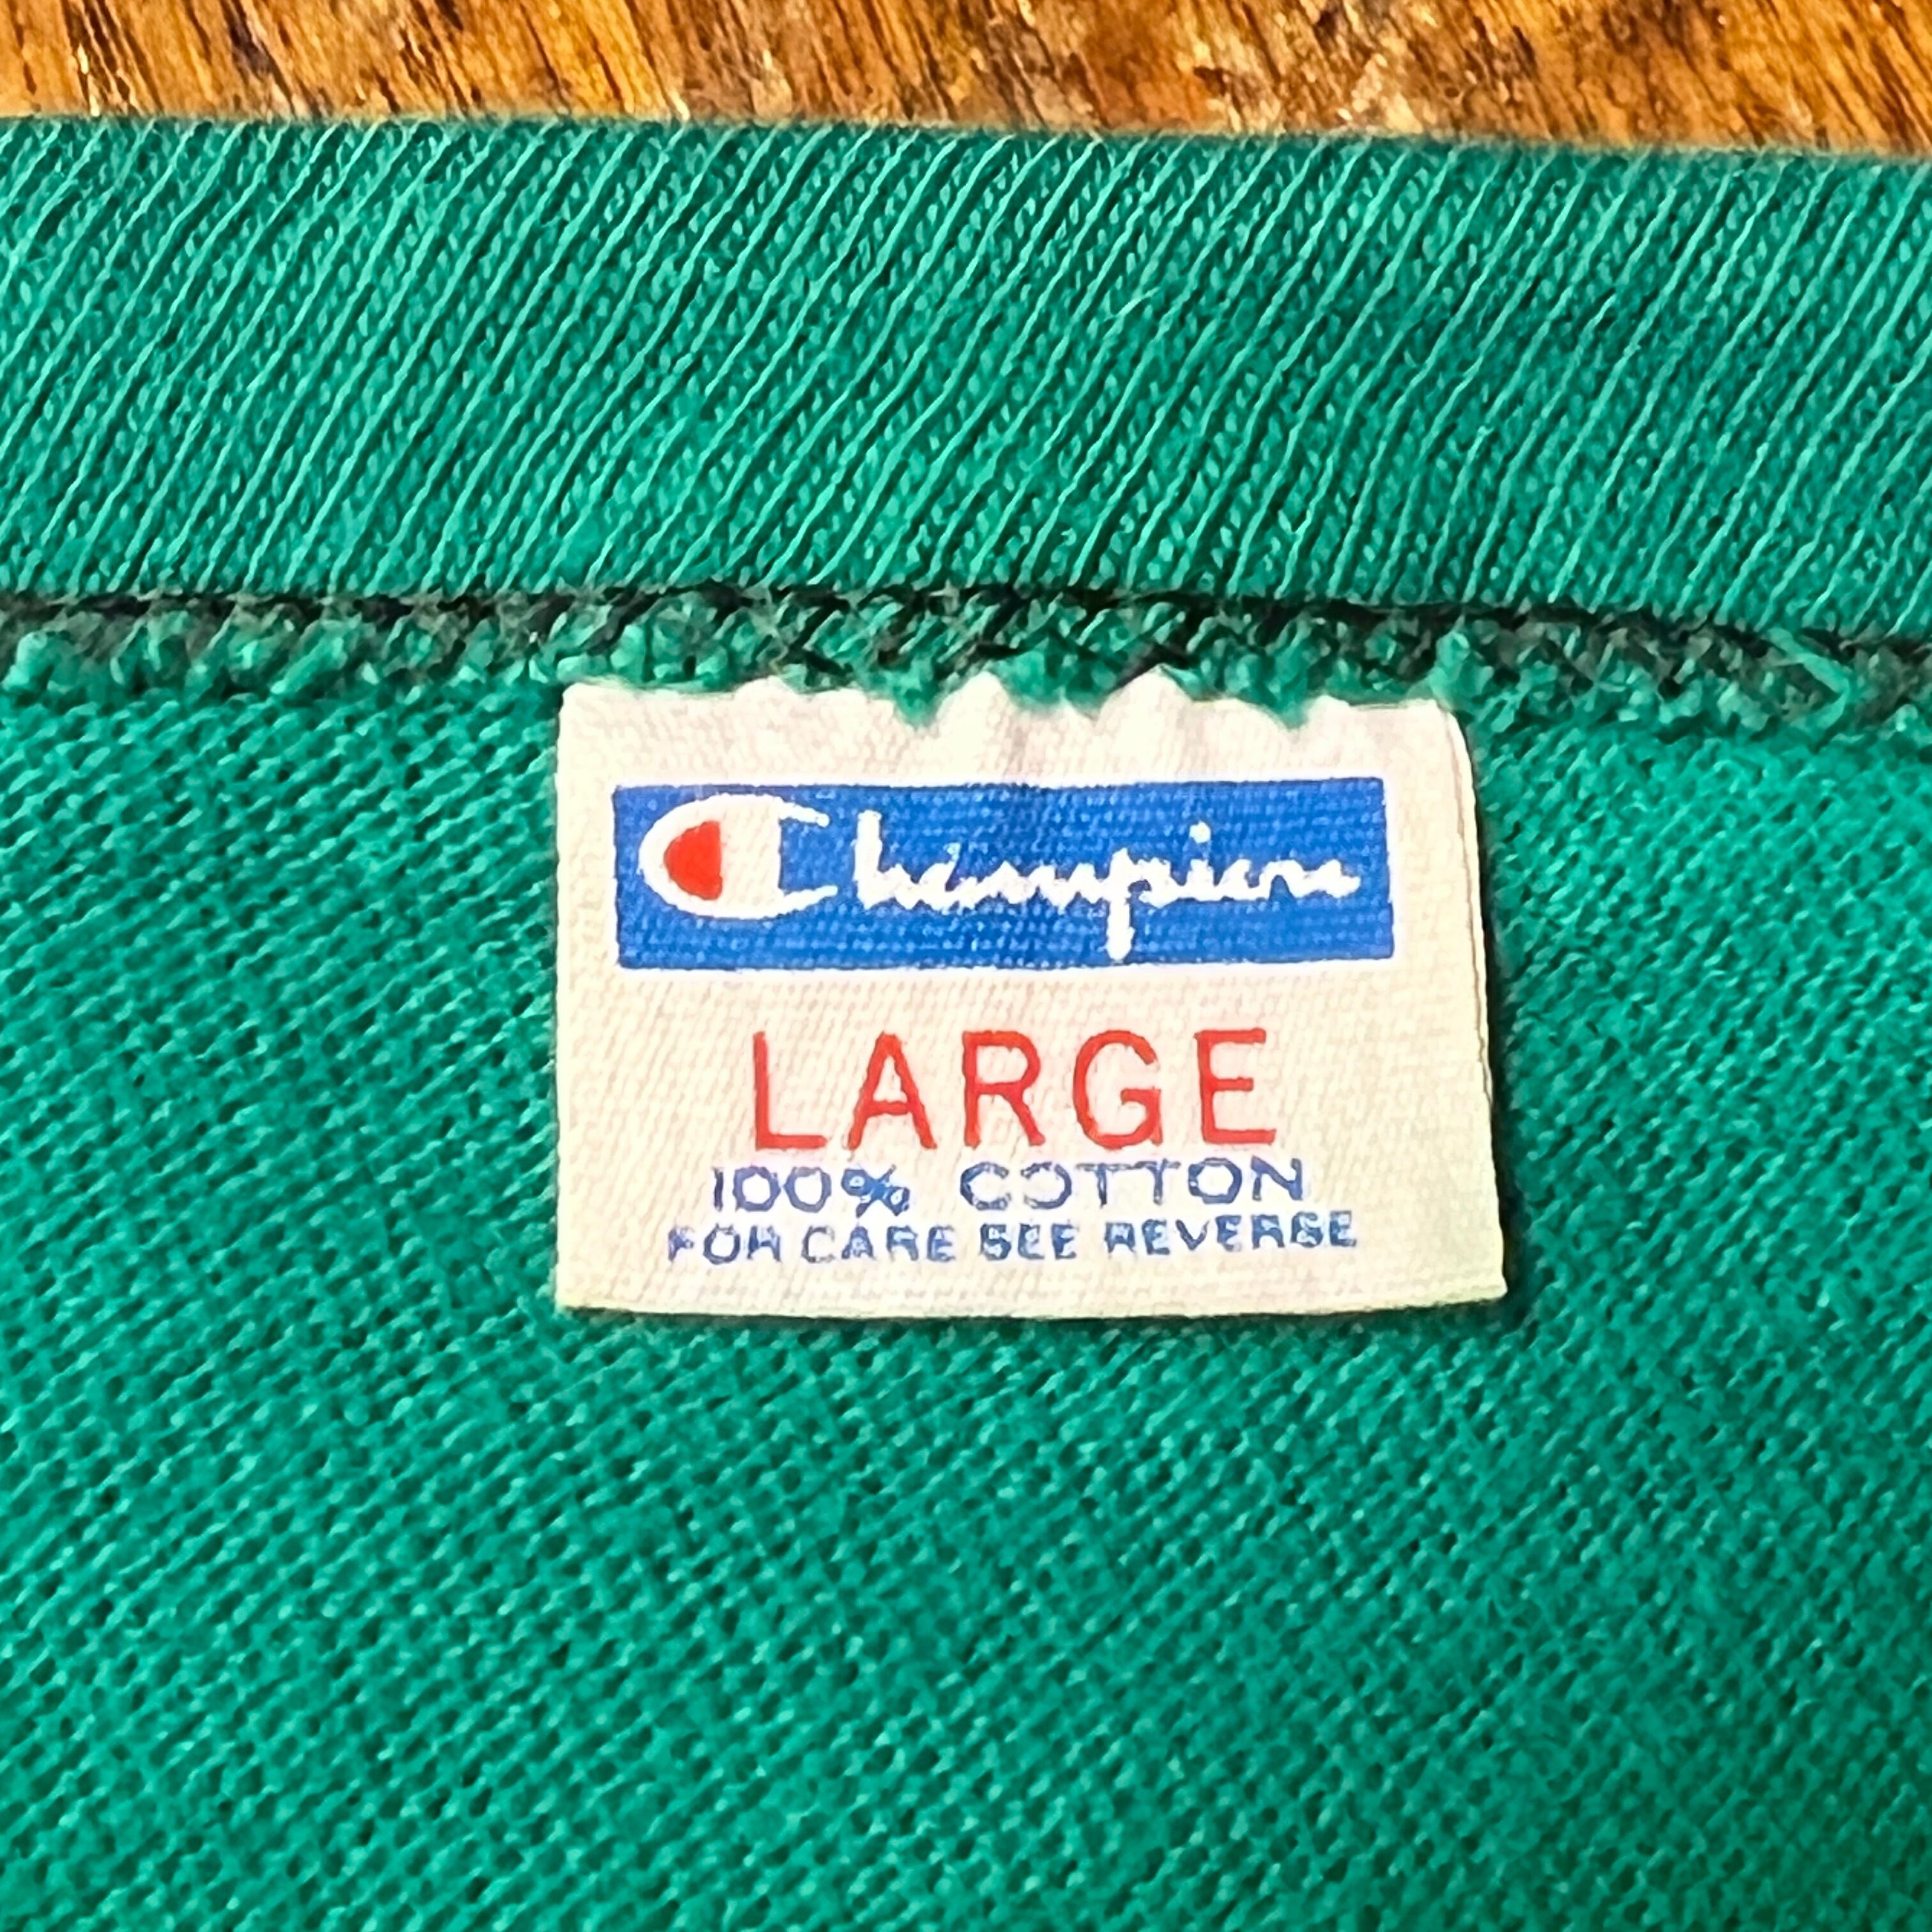 Champion
LARGE
100% COTTON
FOR CARE SEE REVERSE